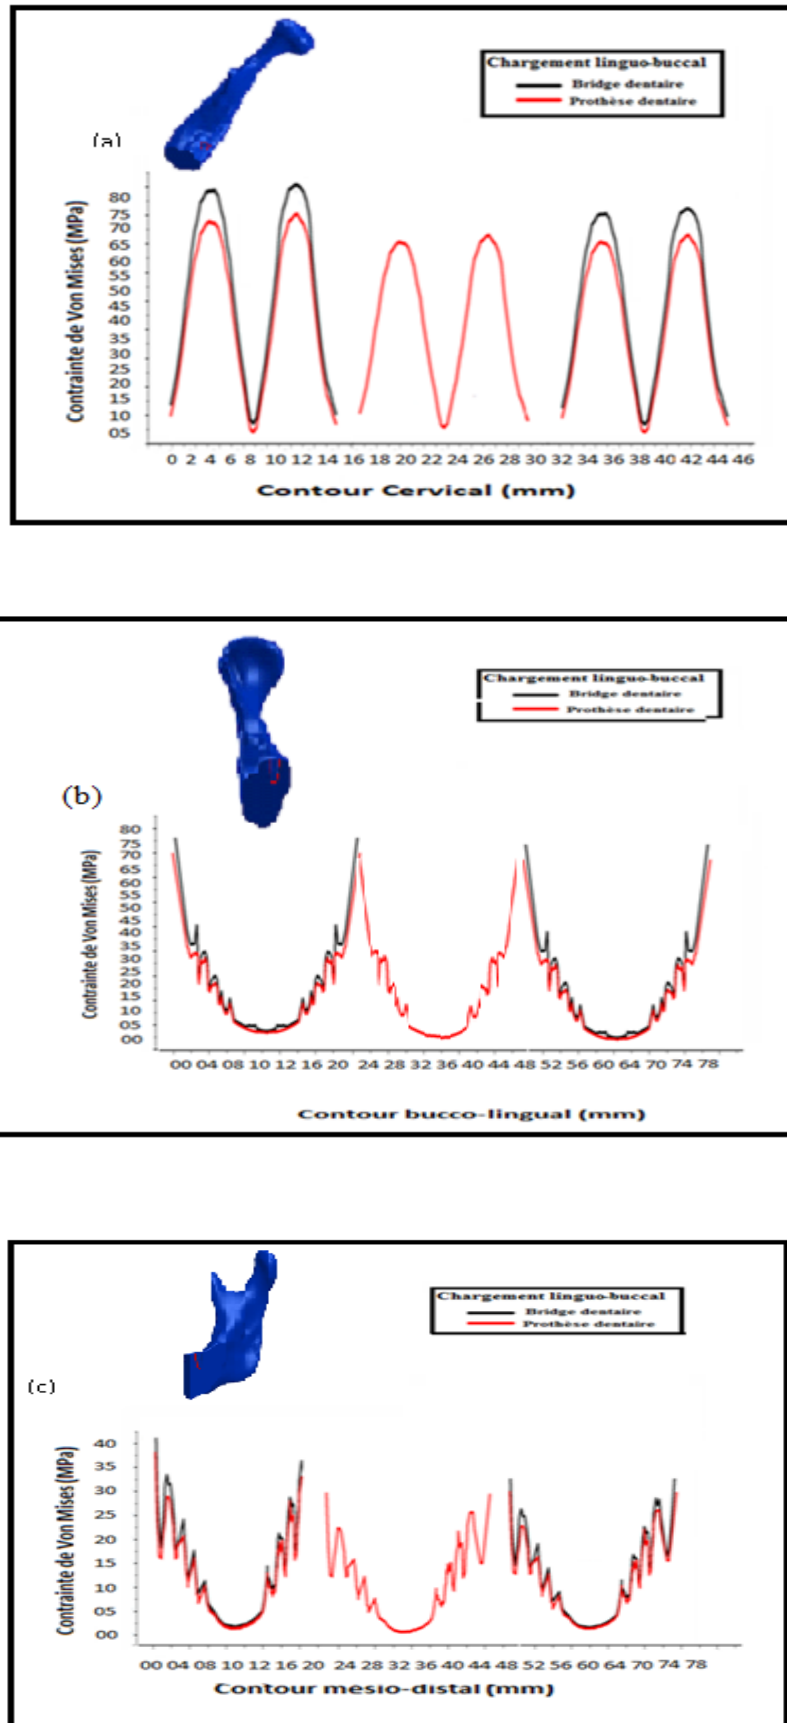 Chargement linguo-buccal
Bridge dentaire
Prothèse dentaire
(a)
Contrainte de Von Mises (MPa)
80
75
70
65
60
55
50
45
40
35
30
25
20
15
10
05
0 2 4 6 8 10 12 14 16 18 20 22 24 26 28 30 32 34 36 38 40 42 44 46
Contour Cervical (mm)
Chargement linguo-buccal
Bridge dentaire
Prothèse dentaire
(b)
Contrainte de Von Mises (MPa)
80
75
70
65
60
55
50
45
40
35
30
25
20
15
10
05
00
00 04 08 10 12 16 20 24 28 32 36 40 44 48 52 56 60 62 66 70 74 78
Contour bucco-lingual (mm)
Chargement linguo-buccal
Bridge dentaire
Prothèse dentaire
(c)
Contrainte de Von Mises (MPa)
40
35
30
25
20
15
10
05
00
00 04 08 10 12 16 20 24 28 32 36 40 44 48 52 56 60 64 70 74 78
Contour mesio-distal (mm)